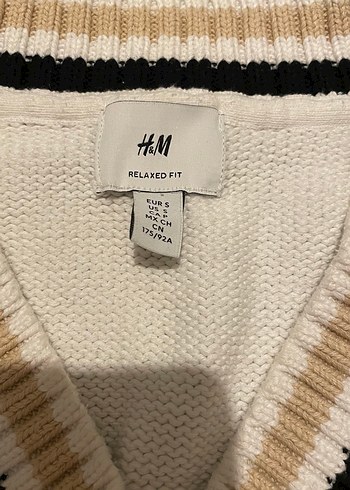 H&M
RELAXED FIT
EUR S
US S
CA P
MX CH
CN
175/92A